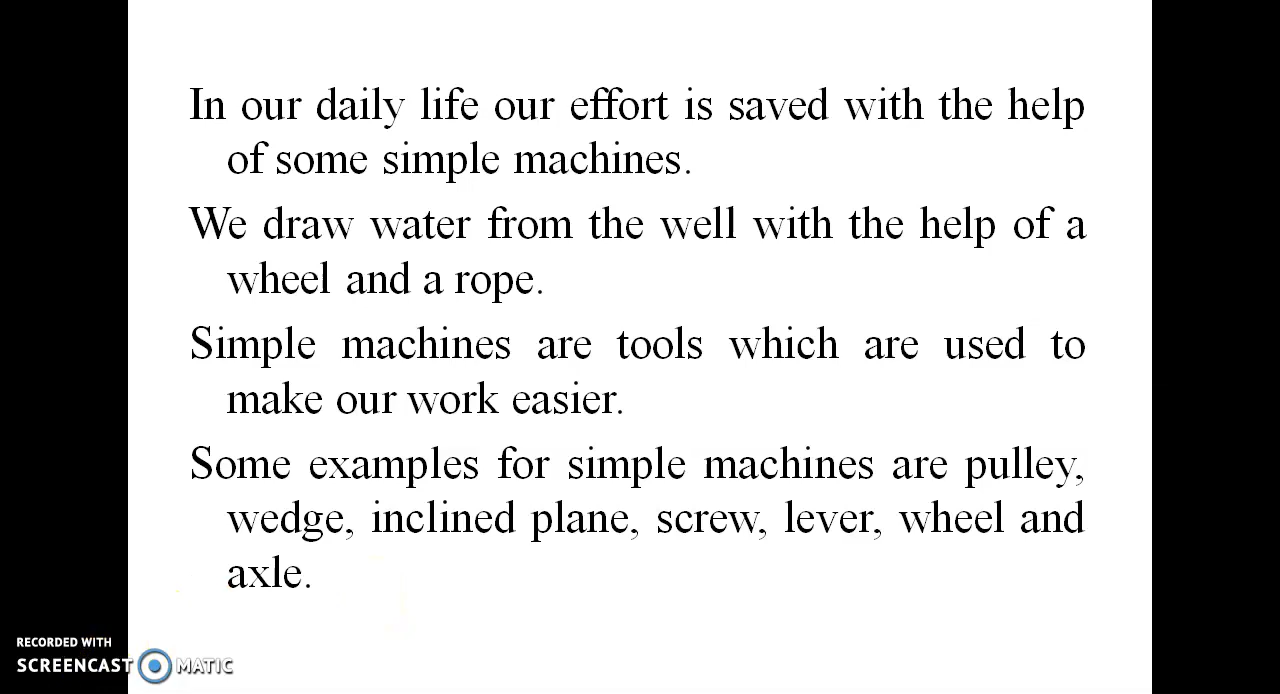 In our daily life our effort is saved with the help
of some simple machines.
We draw water from the well with the help of a
wheel and a rope.
Simple machines are tools which are used to
make our work easier.
Some examples for simple machines are pulley,
wedge, inclined plane, screw, lever, wheel and
axle.
RECORDED WITH
SCREENCAST MATIC